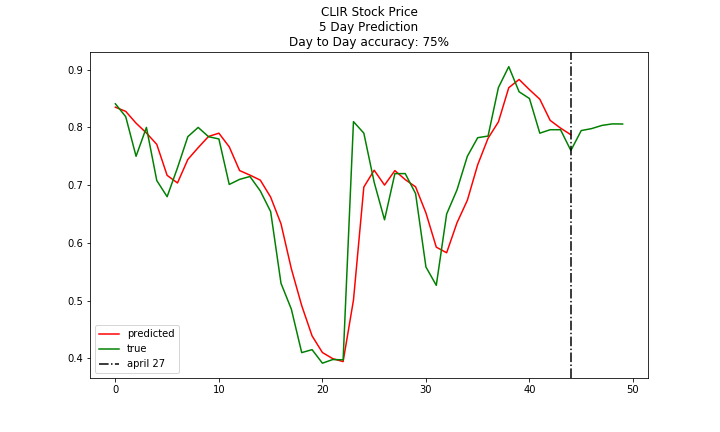 CLIR Stock Price
5 Day Prediction
Day to Day accuracy: 75%
0.9
0.8
0.7
0.6
0.5
0.4
predicted
true
april 27
0 10 20 30 40 50